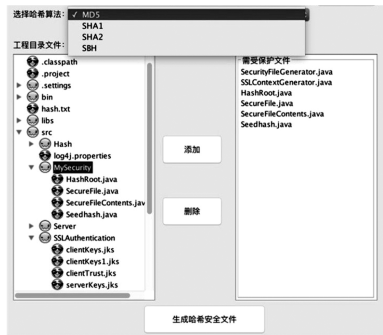 选择哈希算法：
✓ MD5
SHA1
SHA2
SBH
工程目录文件：
.classpath
.project
.settings
bin
hash.txt
libs
src
Hash
log4j.properties
MySecurity
HashRoot.java
SecureFile.java
SecureFileContents.jav
Seedhash.java
Server
SSLAuthentication
clientKeys.jks
clientKeys1.jks
clientTrust.jks
serverKeys.jks
添加
删除
需受保护文件
SecurityFileGenerator.java
SSLContextGenerator.java
HashRoot.java
SecureFile.java
SecureFileContents.java
Seedhash.java
生成哈希安全文件